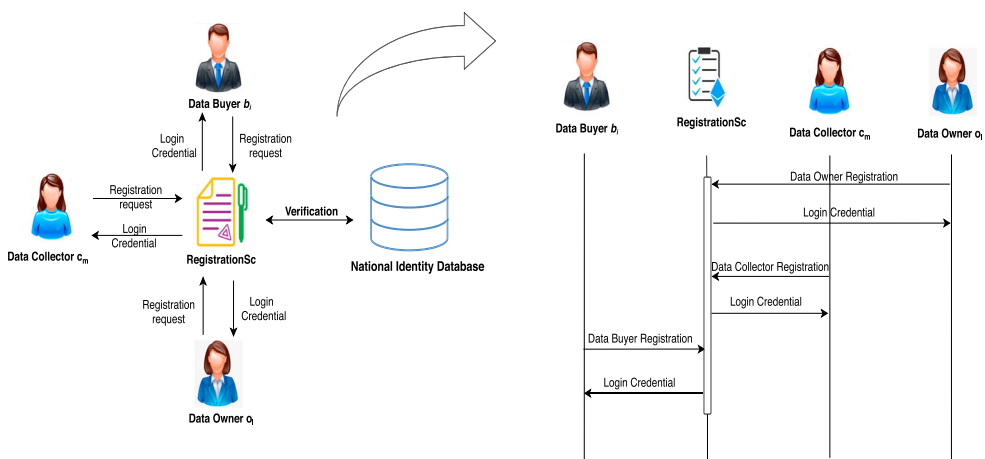 Data Buyer bᵢ
Login
Credential
Registration
request
Registration
request
Login
Credential
Verification
Data Collector cₘ
RegistrationSc
National Identity Database
Registration
request
Login
Credential
Data Owner oₗ
Data Buyer bᵢ
RegistrationSc
Data Collector cₘ
Data Owner oₗ
Data Owner Registration
Login Credential
Data Collector Registration
Login Credential
Data Buyer Registration
Login Credential